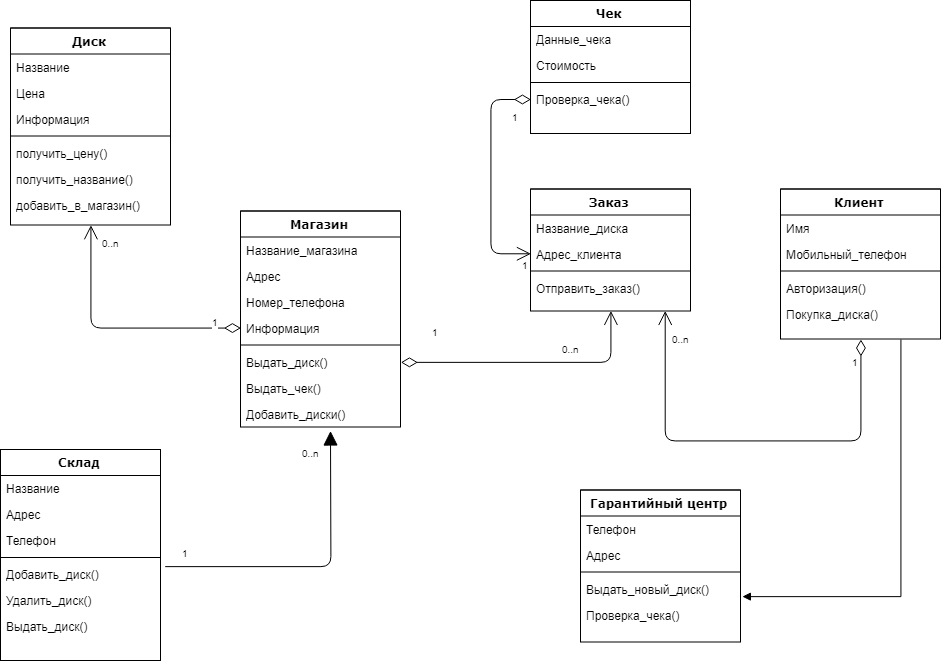 Диск
Название
Цена
Информация
получить_цену()
получить_название()
добавить_в_магазин()
0..n
1
Магазин
Название_магазина
Адрес
Номер_телефона
Информация
Выдать_диск()
Выдать_чек()
Добавить_диски()
0..n
1
Склад
Название
Адрес
Телефон
Добавить_диск()
Удалить_диск()
Выдать_диск()
1
0..n
Чек
Данные_чека
Стоимость
Проверка_чека()
1
1
Заказ
Название_диска
Адрес_клиента
Отправить_заказ()
0..n
Клиент
Имя
Мобильный_телефон
Авторизация()
Покупка_диска()
1
Гарантийный центр
Телефон
Адрес
Выдать_новый_диск()
Проверка_чека()